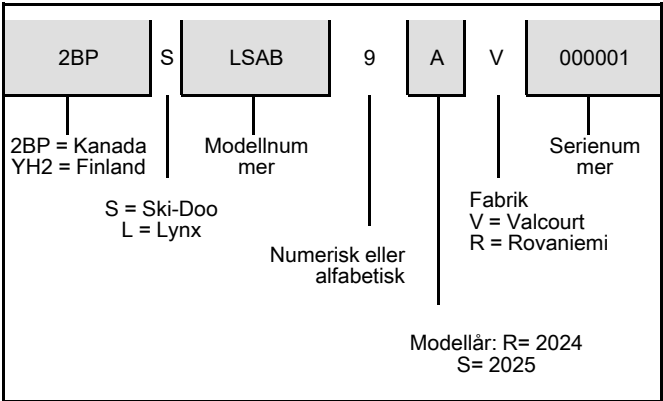 2BP S LSAB 9 A V 000001
2BP = Kanada
YH2 = Finland
Modellnum
mer
Serienum
mer
S = Ski-Doo
L = Lynx
Fabrik
V = Valcourt
R = Rovaniemi
Numerisk eller
alfabetisk
Modellår: R= 2024
S= 2025